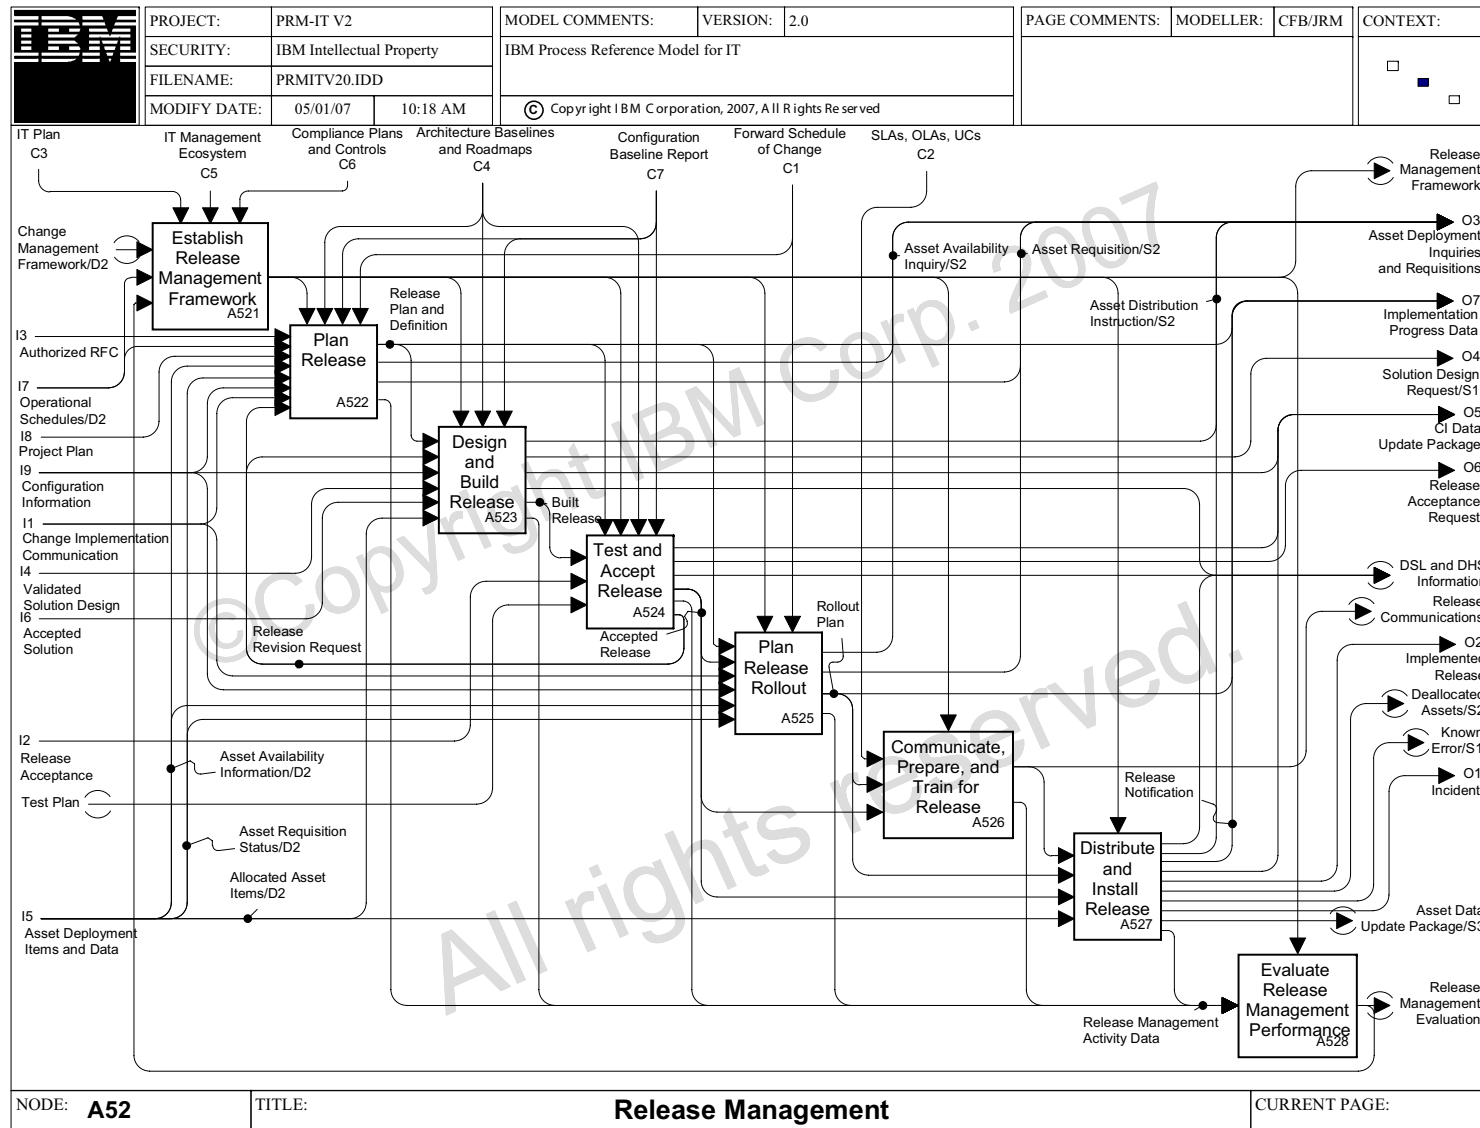 IBM
PROJECT: PRM-IT V2
SECURITY: IBM Intellectual Property
FILENAME: PRMITV20.IDD
MODIFY DATE: 05/01/07 10:18 AM
MODEL COMMENTS: VERSION: 2.0
IBM Process Reference Model for IT
© Copyright IBM Corporation, 2007, All Rights Reserved
PAGE COMMENTS: MODELLER: CFB/JRM
CONTEXT:
IT Plan
C3
IT Management
Ecosystem
C5
Compliance Plans
and Controls
C6
Architecture Baselines
and Roadmaps
C4
Configuration
Baseline Report
C7
Forward Schedule
of Change
C1
SLAs, OLAs, UCs
C2
Change
Management
Framework/D2
I3
Authorized RFC
I7
Operational
Schedules/D2
I8
Project Plan
I9
Configuration
Information
I1
Change Implementation
Communication
I4
Validated
Solution Design
I6
Accepted
Solution
I2
Release
Acceptance
Test Plan
I5
Asset Deployment
Items and Data
Establish
Release
Management
Framework
A521
Plan
Release
A522
Release
Plan and
Definition
Design
and
Build
Release
A523
Built
Release
Test and
Accept
Release
A524
Accepted
Release
Release
Revision Request
Plan
Release
Rollout
A525
Rollout
Plan
Communicate,
Prepare, and
Train for
Release
A526
Distribute
and
Install
Release
A527
Evaluate
Release
Management
Performance
A528
Asset Availability
Inquiry/S2
Asset Requisition/S2
Asset Distribution
Instruction/S2
Release
Notification
Asset Availability
Information/D2
Asset Requisition
Status/D2
Allocated Asset
Items/D2
Release Management
Activity Data
Release
Management
Framework
O3
Asset Deployment
Inquiries
and Requisitions
O7
Implementation
Progress Data
O4
Solution Design
Request/S1
O5
CI Data
Update Package
O6
Release
Acceptance
Request
DSL and DHS
Information
Release
Communications
O2
Implemented
Release
Deallocated
Assets/S2
Known
Error/S1
O1
Incident
Asset Data
Update Package/S3
Release
Management
Evaluation
©Copyright IBM Corp. 2007
All rights reserved.
NODE: A52
TITLE: Release Management
CURRENT PAGE: